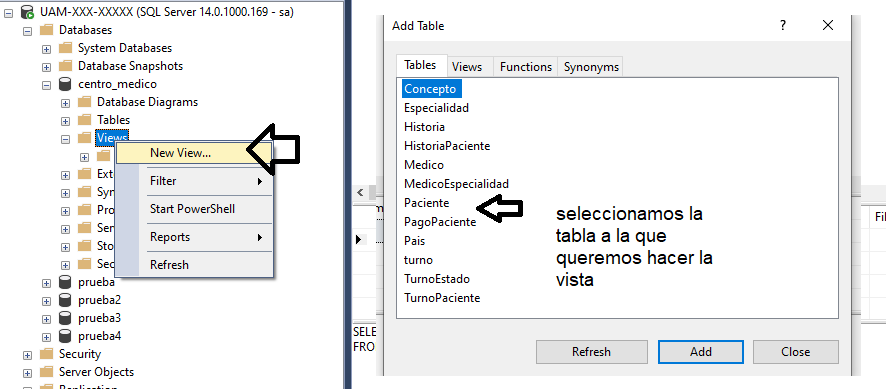 UAM-XXX-XXXXX (SQL Server 14.0.1000.169 - sa)
Databases
System Databases
Database Snapshots
centro_medico
Database Diagrams
Tables
Views
New View...
Filter
Start PowerShell
Reports
Refresh
Ext
Syn
Pro
Ser
Sto
Sec
prueba
prueba2
prueba3
prueba4
Security
Server Objects
Replication
Add Table
Tables
Views
Functions
Synonyms
Concepto
Especialidad
Historia
HistoriaPaciente
Medico
MedicoEspecialidad
Paciente
PagoPaciente
Pais
turno
TurnoEstado
TurnoPaciente
seleccionamos la
tabla a la que
queremos hacer la
vista
Refresh
Add
Close
SELE
FRO
Fil